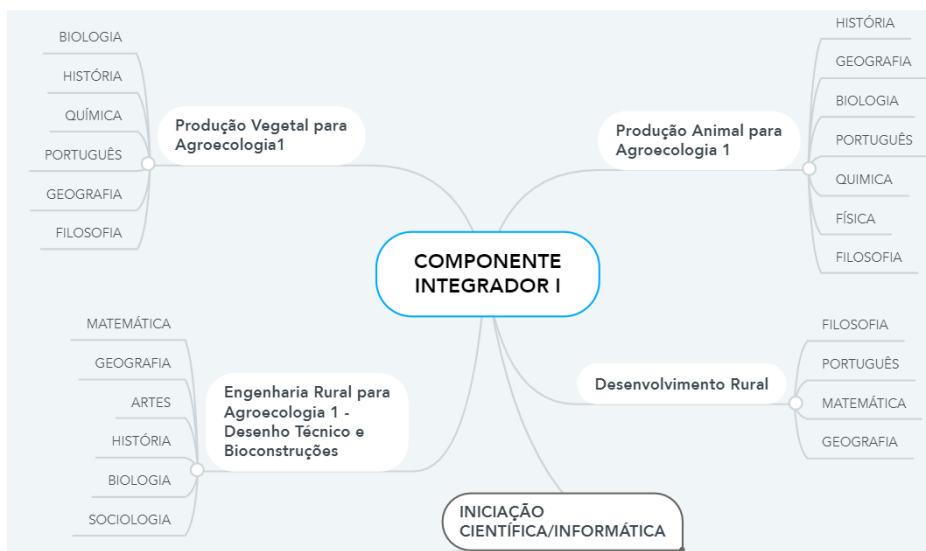 BIOLOGIA
HISTÓRIA
QUÍMICA
PORTUGUÊS
GEOGRAFIA
FILOSOFIA
Produção Vegetal para
Agroecologia1
HISTÓRIA
GEOGRAFIA
BIOLOGIA
PORTUGUÊS
QUIMICA
FÍSICA
FILOSOFIA
Produção Animal para
Agroecologia 1
COMPONENTE
INTEGRADOR I
MATEMÁTICA
GEOGRAFIA
ARTES
HISTÓRIA
BIOLOGIA
SOCIOLOGIA
Engenharia Rural para
Agroecologia 1 -
Desenho Técnico e
Bioconstruções
FILOSOFIA
PORTUGUÊS
MATEMÁTICA
GEOGRAFIA
Desenvolvimento Rural
INICIAÇÃO
CIENTÍFICA/INFORMÁTICA